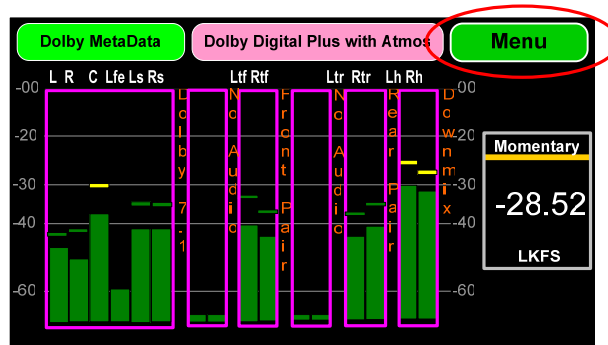 Dolby MetaData
Dolby Digital Plus with Atmos
Menu
L R C Lfe Ls Rs
Ltf Rtf
Ltr Rtr
Lh Rh
-00
-20
-30
-40
-60
Dolby 7-1
No Audio
Front Pair
No Audio
Rear Pair
Downmix
-00
-20
-30
-40
-60
Momentary
-28.52
LKFS